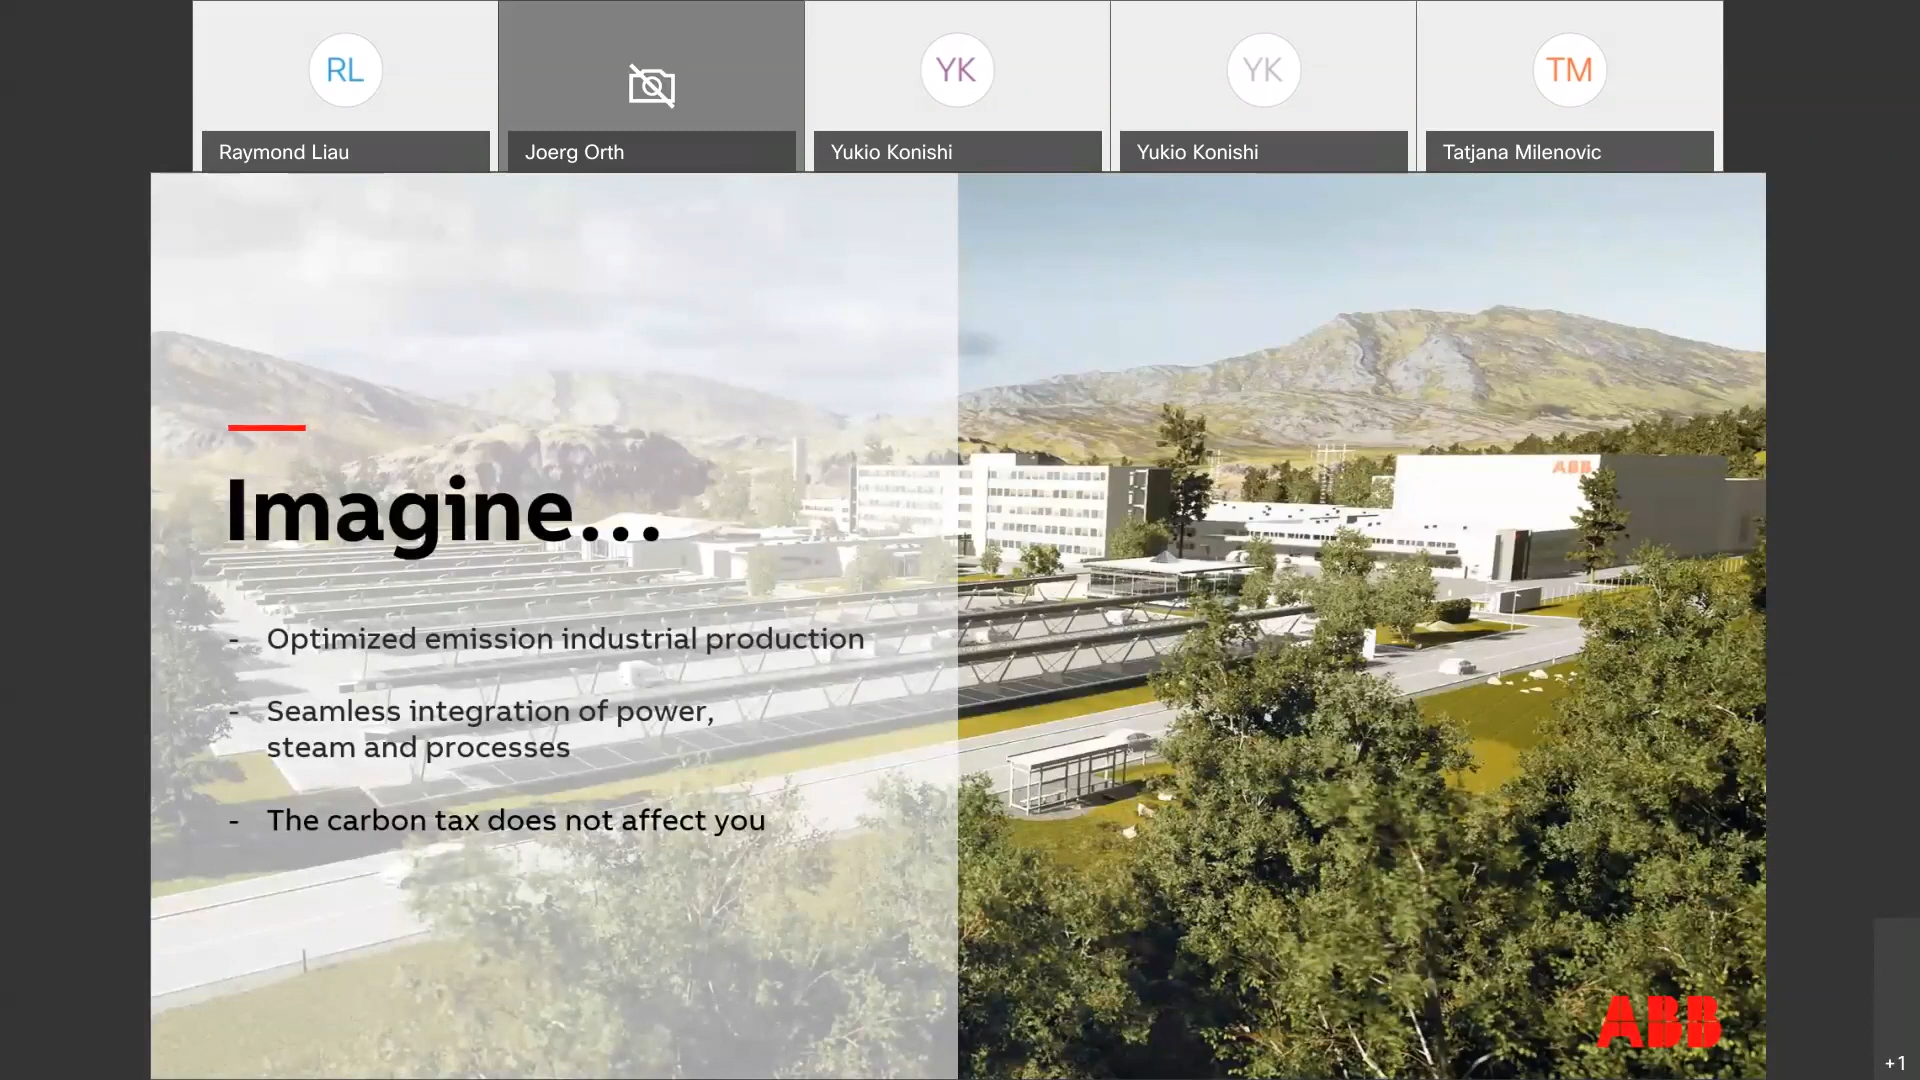 RL
YK
YK
TM
Raymond Liau
Joerg Orth
Yukio Konishi
Yukio Konishi
Tatjana Milenovic
ABB
Imagine...
- Optimized emission industrial production
- Seamless integration of power,
steam and processes
- The carbon tax does not affect you
ABB
+1